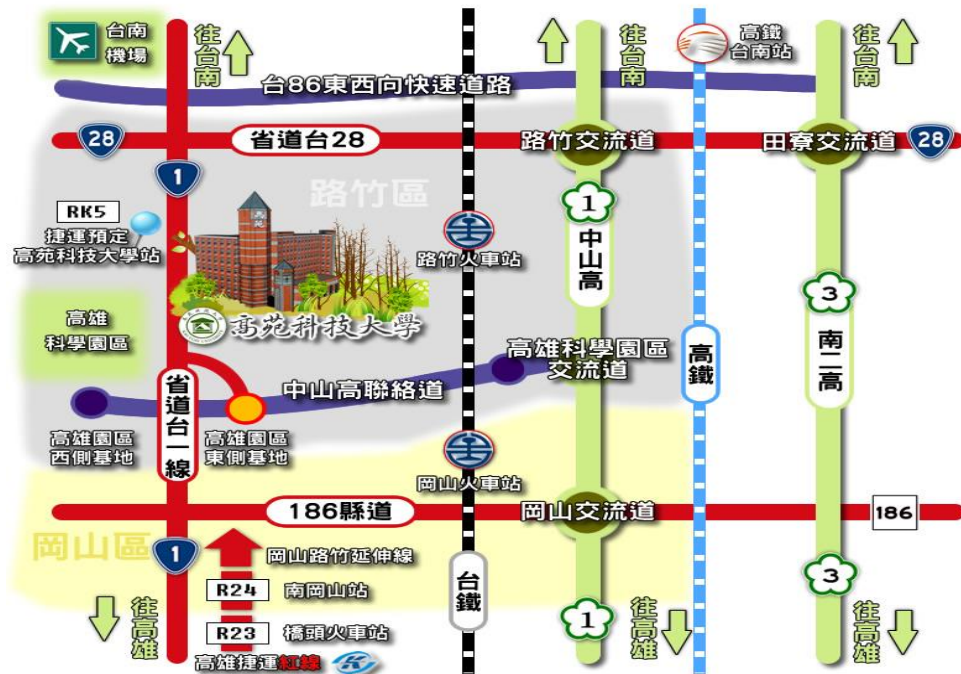 台南
機場
往台南
往台南
高鐵
台南站
往台南
台86東西向快速道路
28
省道台28
路竹交流道
田寮交流道
28
1
路竹區
RK5
捷運預定
高苑科技大學站
路竹火車站
1
中山高
3
南二高
高苑科技大學
高雄
科學園區
高雄科學園區
交流道
高鐵
中山高聯絡道
省道台一線
高雄園區
西側基地
高雄園區
東側基地
岡山火車站
186縣道
岡山交流道
186
岡山區
1
岡山路竹延伸線
R24
南岡山站
台鐵
3
R23
橋頭火車站
1
往高雄
往高雄
往高雄
高雄捷運紅線